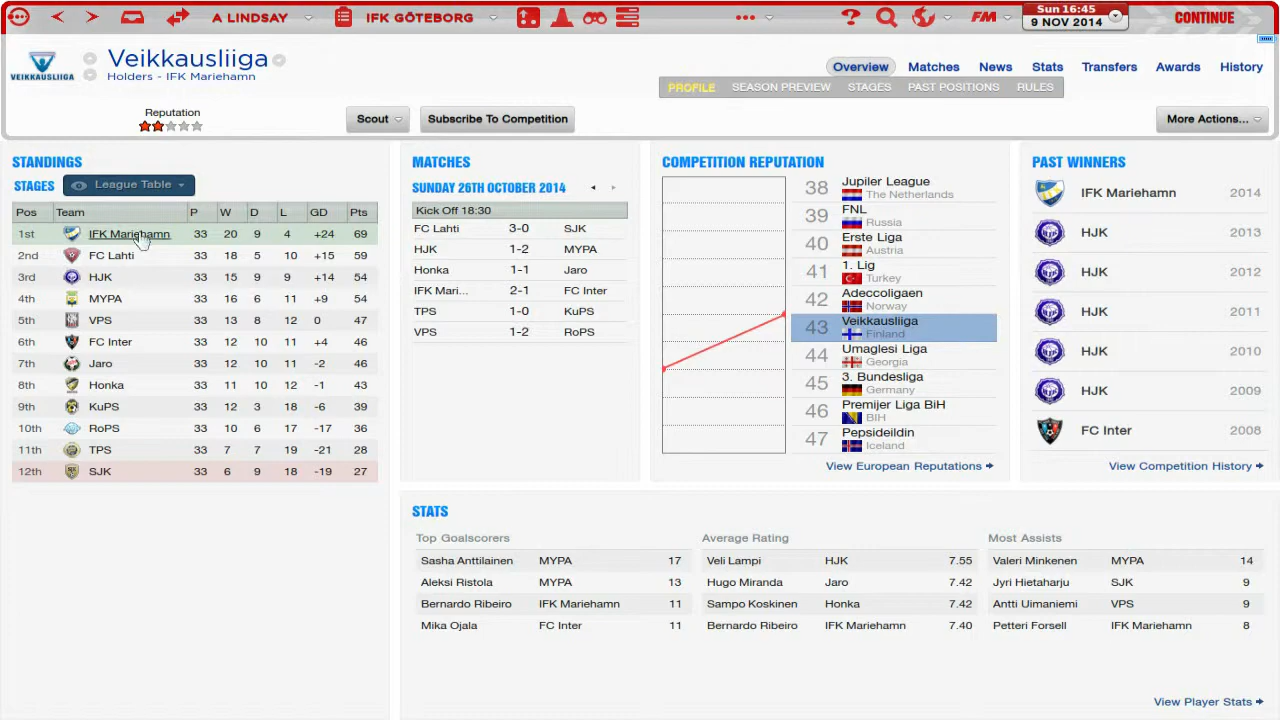 A LINDSAY
IFK GÖTEBORG
FM
Sun 16:45
9 NOV 2014
CONTINUE
VEIKKAUSLIIGA
Veikkausliiga
Holders - IFK Mariehamn
Overview Matches News Stats Transfers Awards History
PROFILE SEASON PREVIEW STAGES PAST POSITIONS RULES
Reputation
Scout
Subscribe To Competition
More Actions...
STANDINGS
STAGES League Table
Pos Team P W D L GD Pts
1st IFK Mariehamn 33 20 9 4 +24 69
2nd FC Lahti 33 18 5 10 +15 59
3rd HJK 33 15 9 9 +14 54
4th MYPA 33 16 6 11 +9 54
5th VPS 33 13 8 12 0 47
6th FC Inter 33 12 10 11 +4 46
7th Jaro 33 12 10 11 -2 46
8th Honka 33 11 10 12 -1 43
9th KuPS 33 12 3 18 -6 39
10th RoPS 33 10 6 17 -17 36
11th TPS 33 7 7 19 -21 28
12th SJK 33 6 9 18 -19 27
MATCHES
SUNDAY 26TH OCTOBER 2014
Kick Off 18:30
FC Lahti 3-0 SJK
HJK 1-2 MYPA
Honka 1-1 Jaro
IFK Mari... 2-1 FC Inter
TPS 1-0 KuPS
VPS 1-2 RoPS
COMPETITION REPUTATION
38 Jupiler League
The Netherlands
39 FNL
Russia
40 Erste Liga
Austria
41 1. Lig
Turkey
42 Adeccoligaen
Norway
43 Veikkausliiga
Finland
44 Umaglesi Liga
Georgia
45 3. Bundesliga
Germany
46 Premijer Liga BiH
BIH
47 Pepsideildin
Iceland
View European Reputations
PAST WINNERS
IFK Mariehamn 2014
HJK 2013
HJK 2012
HJK 2011
HJK 2010
HJK 2009
FC Inter 2008
View Competition History
STATS
Top Goalscorers
Sasha Anttilainen MYPA 17
Aleksi Ristola MYPA 13
Bernardo Ribeiro IFK Mariehamn 11
Mika Ojala FC Inter 11
Average Rating
Veli Lampi HJK 7.55
Hugo Miranda Jaro 7.42
Sampo Koskinen Honka 7.42
Bernardo Ribeiro IFK Mariehamn 7.40
Most Assists
Valeri Minkenen MYPA 14
Jyri Hietaharju SJK 9
Antti Uimaniemi VPS 9
Petteri Forsell IFK Mariehamn 8
View Player Stats